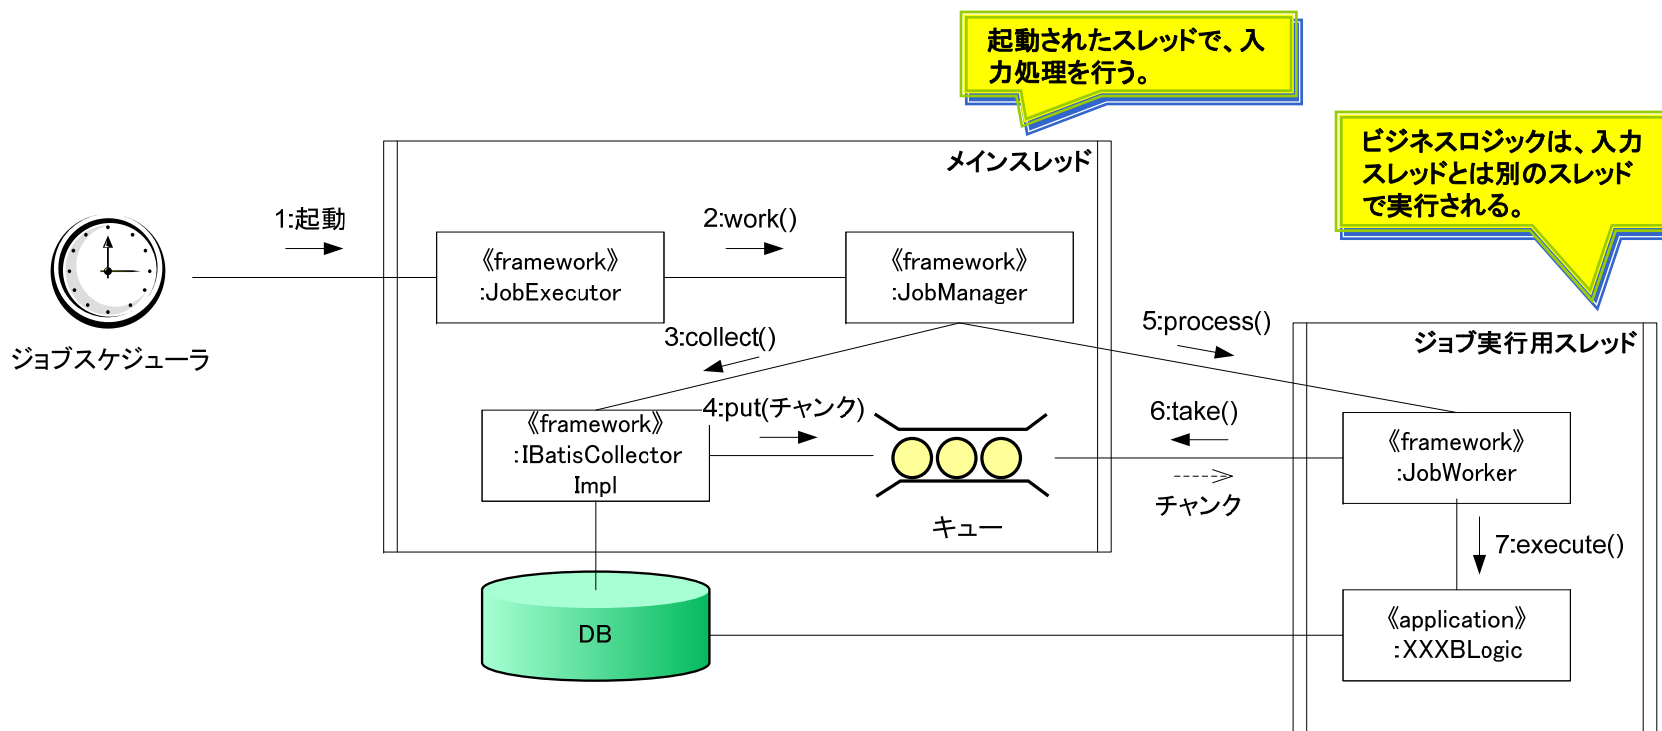 起動されたスレッドで、入
力処理を行う。
ビジネスロジックは、入力
スレッドとは別のスレッド
で実行される。
メインスレッド
1:起動
2:work()
《framework》
:JobExecutor
《framework》
:JobManager
ジョブスケジューラ
3:collect()
5:process()
ジョブ実行用スレッド
4:put(チャンク)
6:take()
《framework》
:IBatisCollector
Impl
《framework》
:JobWorker
チャンク
キュー
7:execute()
DB
《application》
:XXXBLogic